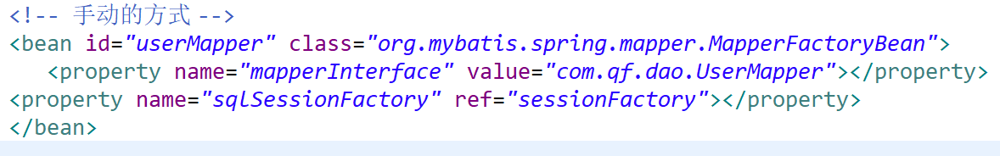 <!-- 手动的方式 -->
<bean id="userMapper" class="org.mybatis.spring.mapper.MapperFactoryBean">
<property name="mapperInterface" value="com.qf.dao.UserMapper"></property>
<property name="sqlSessionFactory" ref="sessionFactory"></property>
</bean>